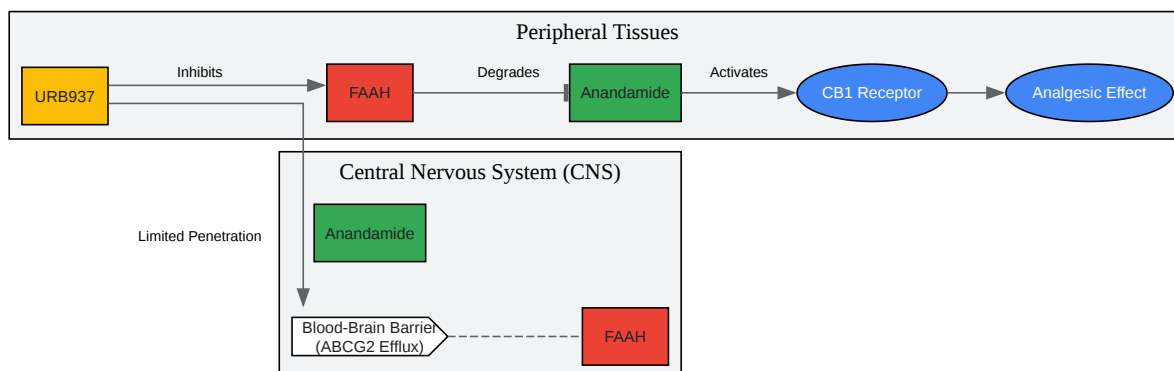 Peripheral Tissues
URB937
Inhibits
FAAH
Degrades
Anandamide
Activates
CB1 Receptor
Analgesic Effect
Central Nervous System (CNS)
Anandamide
Limited Penetration
Blood-Brain Barrier
(ABCG2 Efflux)
FAAH